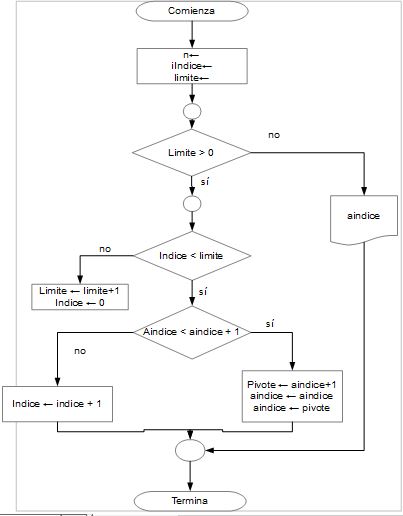 Comienza
n←
iIndice←
limite←
Limite > 0
no
sí
aindice
Indice < limite
no
sí
Limite ← limite+1
Indice ← 0
Aindice < aindice + 1
sí
no
Pivote ← aindice+1
aindice ← aindice
aindice ← pivote
Indice ← indice + 1
Termina